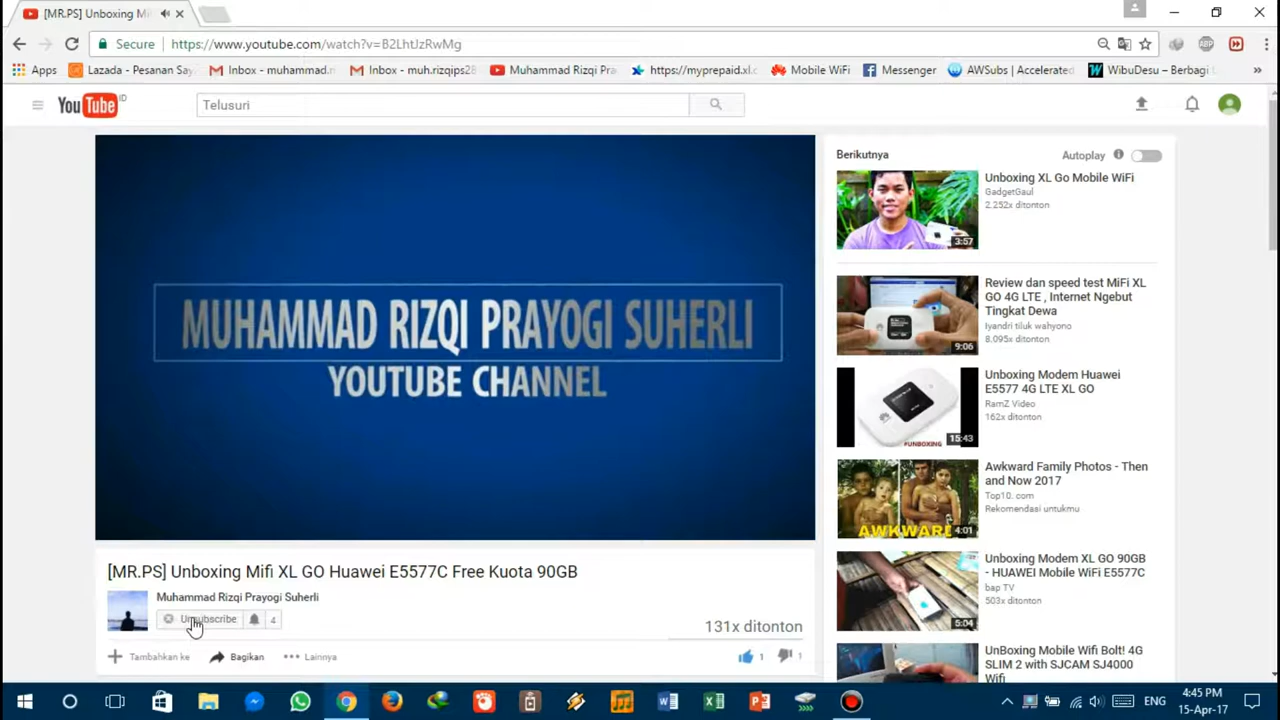 [MR.PS] Unboxing Mi
Secure
https://www.youtube.com/watch?v=B2LhtJzRwMg
Apps
Lazada - Pesanan Say
Inbox - muhammad.r
Inbox - muh.rizqips28
Muhammad Rizqi Pra
https://myprepaid.xl.c
Mobile WiFi
Messenger
AWSubs | Accelerated
WibuDesu – Berbagi L
YouTube ID
Telusuri
MUHAMMAD RIZQI PRAYOGI SUHERLI
YOUTUBE CHANNEL
[MR.PS] Unboxing Mifi XL GO Huawei E5577C Free Kuota 90GB
Muhammad Rizqi Prayogi Suherli
Unsubscribe
4
131x ditonton
Tambahkan ke
Bagikan
Lainnya
1
1
Berikutnya
Autoplay
Unboxing XL Go Mobile WiFi
GadgetGaul
2.252x ditonton
3:57
Review dan speed test MiFi XL
GO 4G LTE , Internet Ngebut
Tingkat Dewa
Iyandri tiluk wahyono
8.095x ditonton
9:06
Unboxing Modem Huawei
E5577 4G LTE XL GO
RamZ Video
162x ditonton
#UNBOXING
15:43
Awkward Family Photos - Then
and Now 2017
Top10. com
Rekomendasi untukmu
AWKWARD
4:01
Unboxing Modem XL GO 90GB
- HUAWEI Mobile WiFi E5577C
bap TV
503x ditonton
5:04
UnBoxing Mobile Wifi Bolt! 4G
SLIM 2 with SJCAM SJ4000
Wifi
ENG
4:45 PM
15-Apr-17